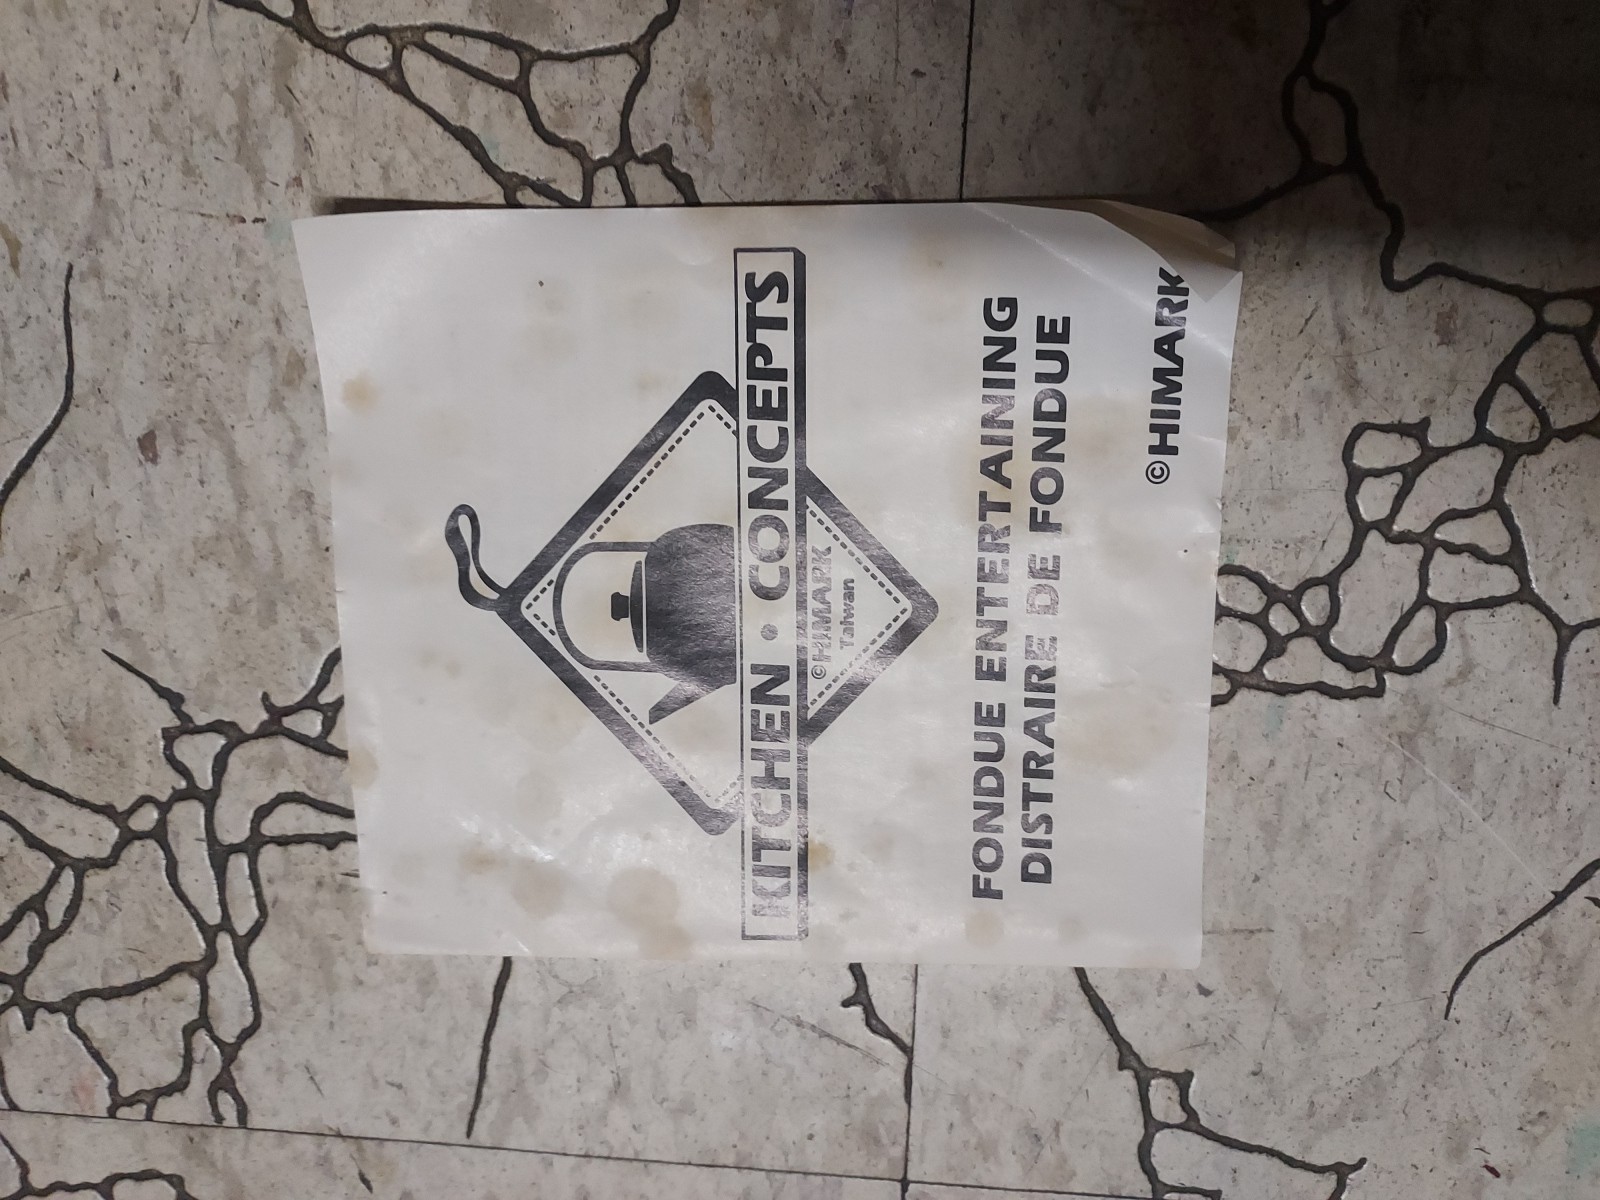 KITCHEN • CONCEPTS
©HIMARK
Taiwan
FONDUE ENTERTAINING
DISTRAIRE DE FONDUE
©HIMARK